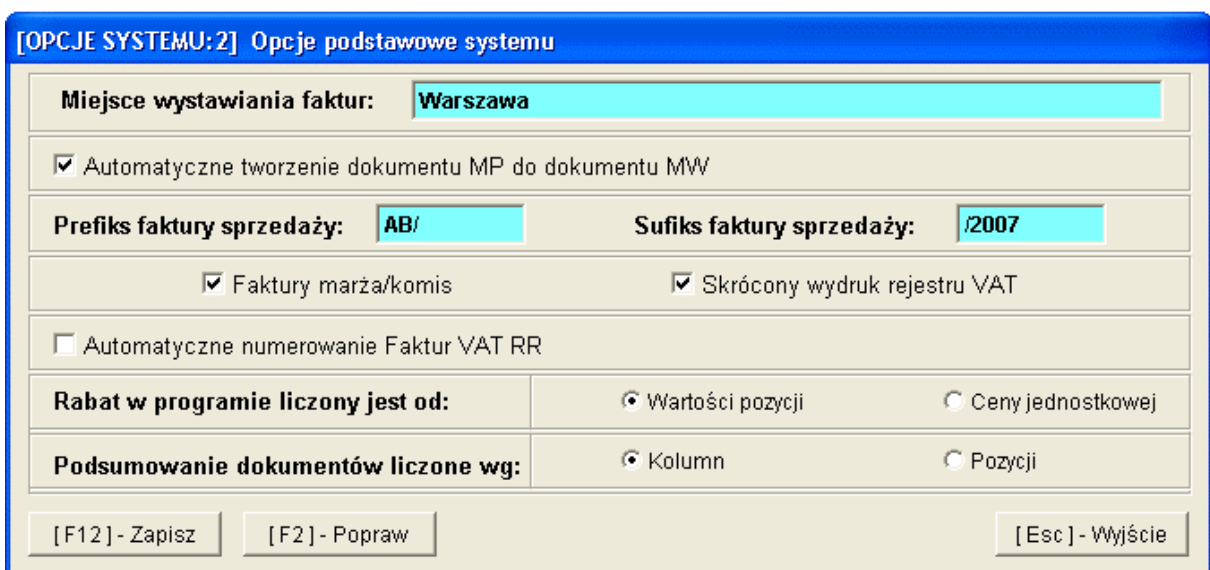 [OPCJE SYSTEMU:2] Opcje podstawowe systemu
Miejsce wystawiania faktur: Warszawa
Automatyczne tworzenie dokumentu MP do dokumentu MW
Prefiks faktury sprzedaży: AB/ Sufiks faktury sprzedaży: /2007
Faktury marża/komis Skrócony wydruk rejestru VAT
Automatyczne numerowanie Faktur VAT RR
Rabat w programie liczony jest od: Wartości pozycji Ceny jednostkowej
Podsumowanie dokumentów liczone wg: Kolumn Pozycji
[F12] - Zapisz [F2] - Popraw [Esc] - Wyjście